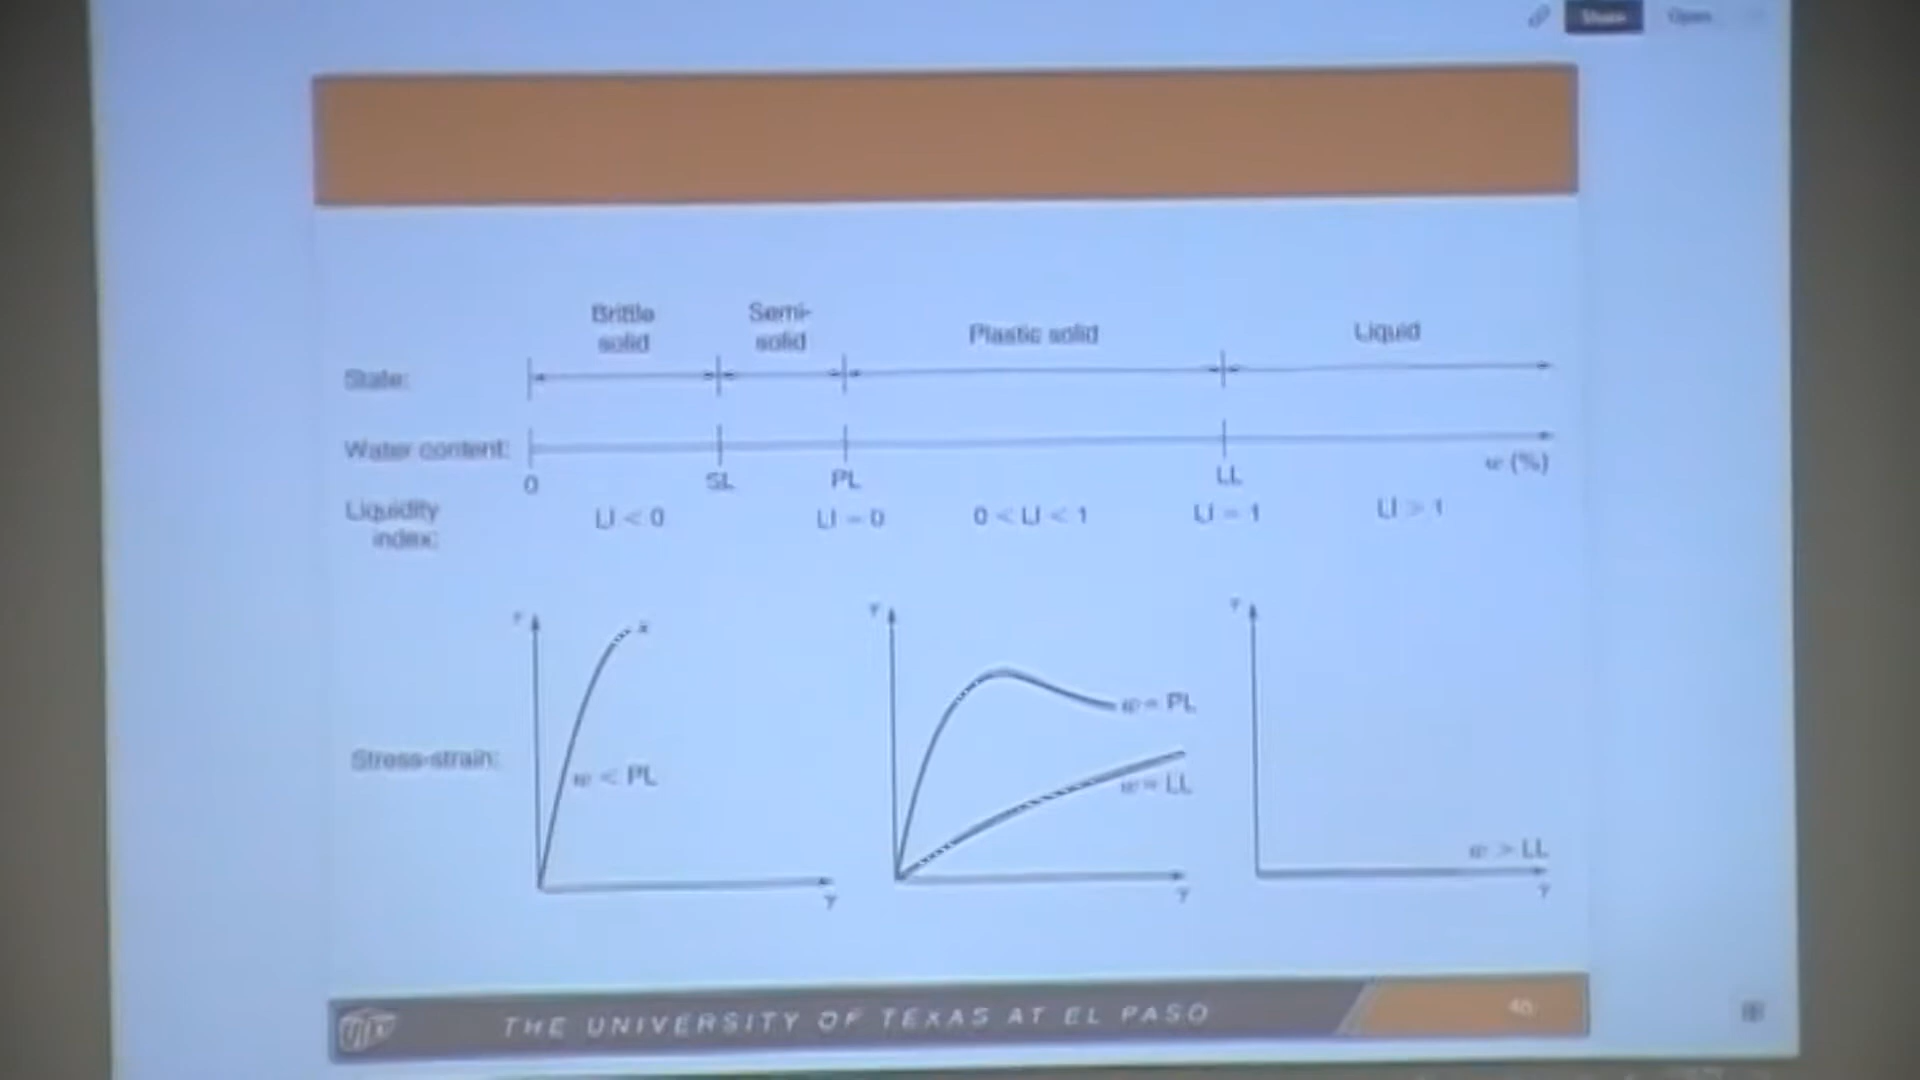 Share Open
Brittle solid
Semi-solid
Plastic solid
Liquid
State:
Water content:
0 SL PL LL w (%)
Liquidity index:
LI < 0 LI = 0 0 < LI < 1 LI = 1 LI > 1
Stress-strain:
w < PL
w = PL
w = LL
w > LL
THE UNIVERSITY OF TEXAS AT EL PASO